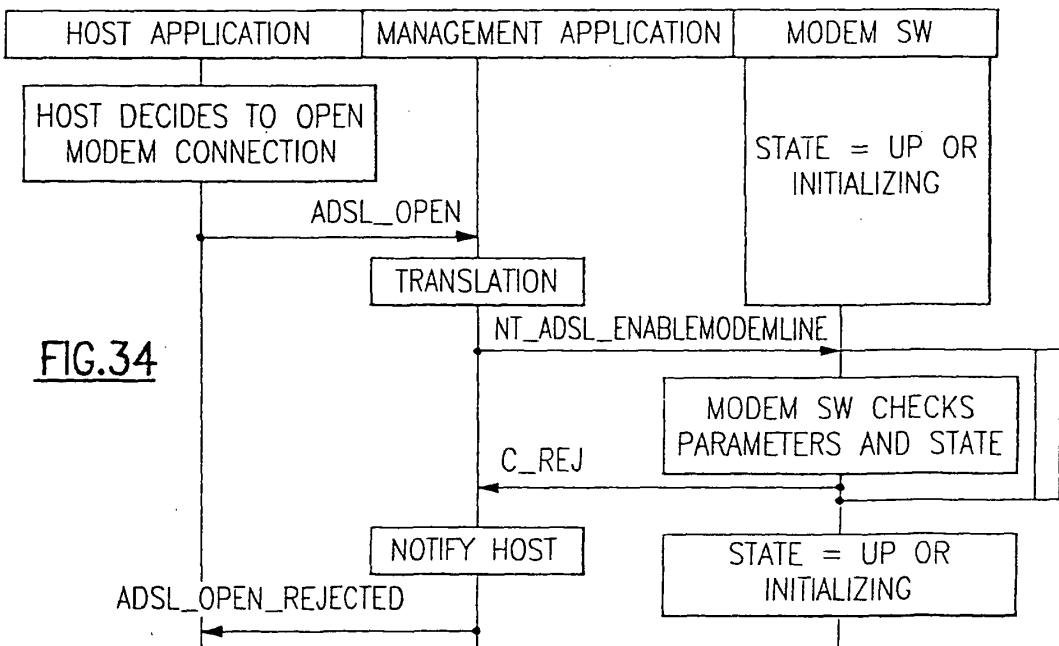 HOST APPLICATION
MANAGEMENT APPLICATION
MODEM SW
HOST DECIDES TO OPEN
MODEM CONNECTION
STATE = UP OR
INITIALIZING
ADSL_OPEN
TRANSLATION
NT_ADSL_ENABLEMODEMLINE
FIG.34
MODEM SW CHECKS
PARAMETERS AND STATE
C_REJ
NOTIFY HOST
STATE = UP OR
INITIALIZING
ADSL_OPEN_REJECTED